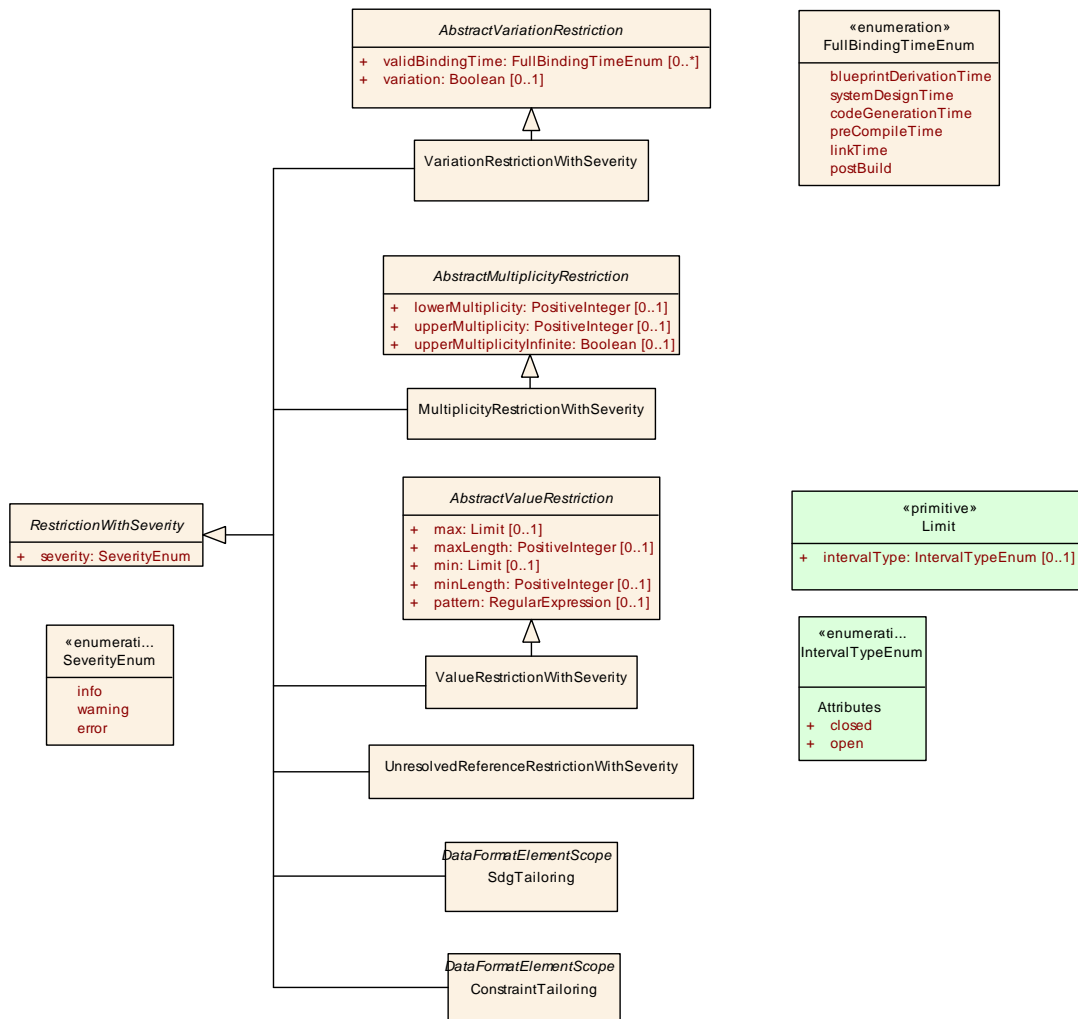 AbstractVariationRestriction
+ validBindingTime: FullBindingTimeEnum [0..*]
+ variation: Boolean [0..1]
«enumeration»
FullBindingTimeEnum
blueprintDerivationTime
systemDesignTime
codeGenerationTime
preCompileTime
linkTime
postBuild
VariationRestrictionWithSeverity
AbstractMultiplicityRestriction
+ lowerMultiplicity: PositiveInteger [0..1]
+ upperMultiplicity: PositiveInteger [0..1]
+ upperMultiplicityInfinite: Boolean [0..1]
MultiplicityRestrictionWithSeverity
RestrictionWithSeverity
+ severity: SeverityEnum
AbstractValueRestriction
+ max: Limit [0..1]
+ maxLength: PositiveInteger [0..1]
+ min: Limit [0..1]
+ minLength: PositiveInteger [0..1]
+ pattern: RegularExpression [0..1]
«primitive»
Limit
+ intervalType: IntervalTypeEnum [0..1]
«enumerati...
SeverityEnum
info
warning
error
ValueRestrictionWithSeverity
«enumerati...
IntervalTypeEnum
Attributes
+ closed
+ open
UnresolvedReferenceRestrictionWithSeverity
DataFormatElementScope
SdgTailoring
DataFormatElementScope
ConstraintTailoring